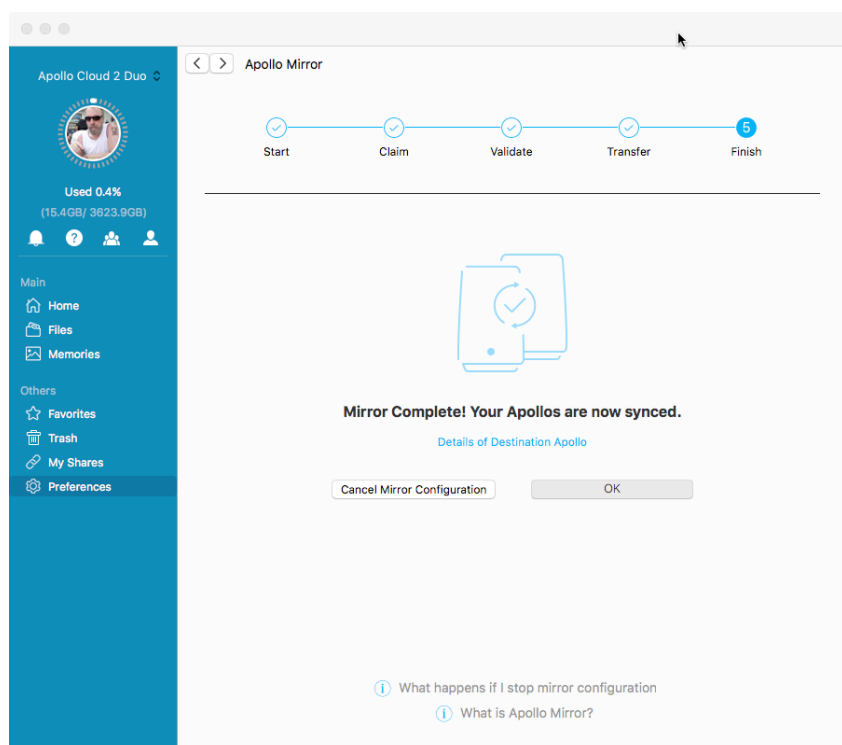 Apollo Cloud 2 Duo
Used 0.4%
(15.4GB/ 3623.9GB)
?
Main
Home
Files
Memories
Others
Favorites
Trash
My Shares
Preferences
< > Apollo Mirror
5
Start Claim Validate Transfer Finish
Mirror Complete! Your Apollos are now synced.
Details of Destination Apollo
Cancel Mirror Configuration OK
i What happens if I stop mirror configuration
i What is Apollo Mirror?